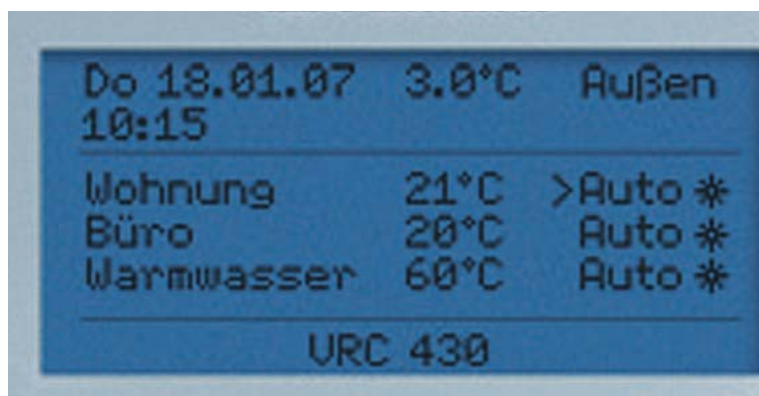 Do 18.01.07 3.0°C Außen
10:15
Wohnung 21°C >Auto ☼
Büro 20°C Auto ☼
Warmwasser 60°C Auto ☼
VRC 430